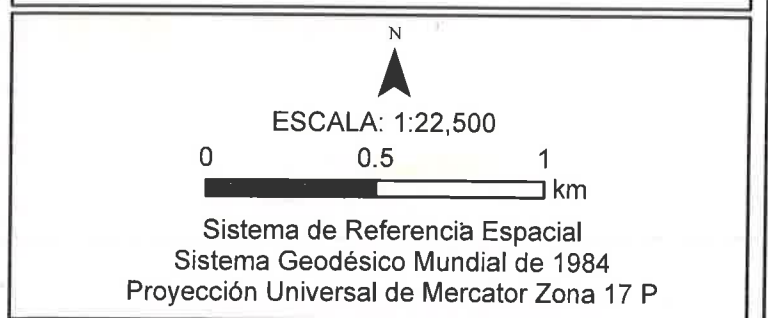 N
ESCALA: 1:22,500
0 0.5 1
km
Sistema de Referencia Espacial
Sistema Geodésico Mundial de 1984
Proyección Universal de Mercator Zona 17 P